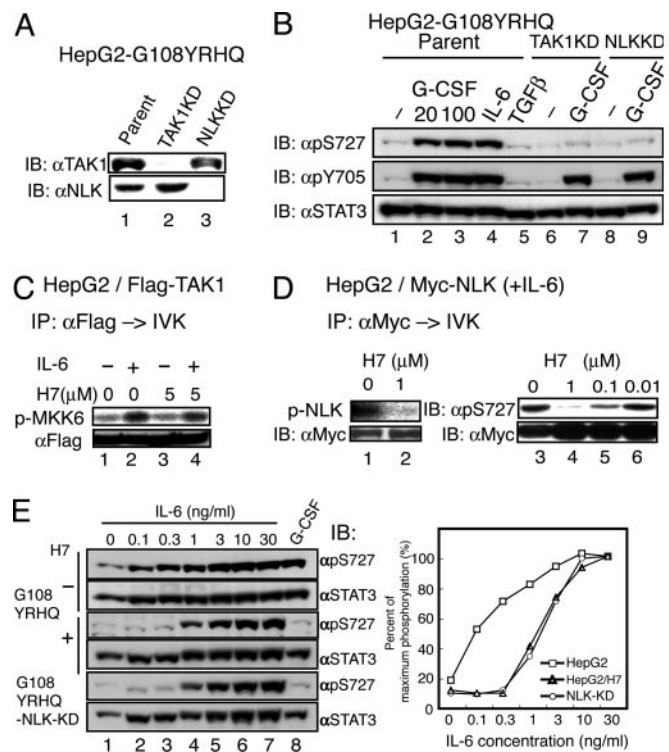 A
HepG2-G108YRHQ
Parent
TAK1KD
NLKKD
IB: αTAK1
IB: αNLK
1 2 3
B
HepG2-G108YRHQ
Parent TAK1KD NLKKD
G-CSF
– 20 100 IL-6 TGFβ – G-CSF – G-CSF
IB: αpS727
IB: αpY705
IB: αSTAT3
1 2 3 4 5 6 7 8 9
C HepG2 / Flag-TAK1
IP: αFlag –> IVK
IL-6 – + – +
H7(μM) 0 0 5 5
p-MKK6
αFlag
1 2 3 4
D HepG2 / Myc-NLK (+IL-6)
IP: αMyc –> IVK
H7 (μM)
0 1
p-NLK
IB: αMyc
1 2
H7 (μM)
0 1 0.1 0.01
IB: αpS727
IB: αMyc
3 4 5 6
E
IL-6 (ng/ml)
0 0.1 0.3 1 3 10 30 G-CSF IB:
H7
–
G108
YRHQ
+
G108
YRHQ
-NLK-KD
αpS727
αSTAT3
αpS727
αSTAT3
αpS727
αSTAT3
1 2 3 4 5 6 7 8
Percent of
maximum phosphorylation (%)
100
80
60
40
20
0
HepG2
HepG2/H7
NLK-KD
0 0.1 0.3 1 3 10 30
IL-6 concentration (ng/ml)